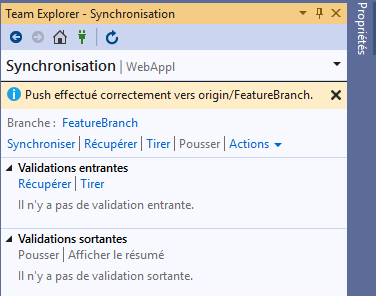 Team Explorer - Synchronisation
Synchronisation | WebAppl
Push effectué correctement vers origin/FeatureBranch.
Branche : FeatureBranch
Synchroniser | Récupérer | Tirer | Pousser | Actions
Validations entrantes
Récupérer | Tirer
Il n'y a pas de validation entrante.
Validations sortantes
Pousser | Afficher le résumé
Il n'y a pas de validation sortante.
Propriétés